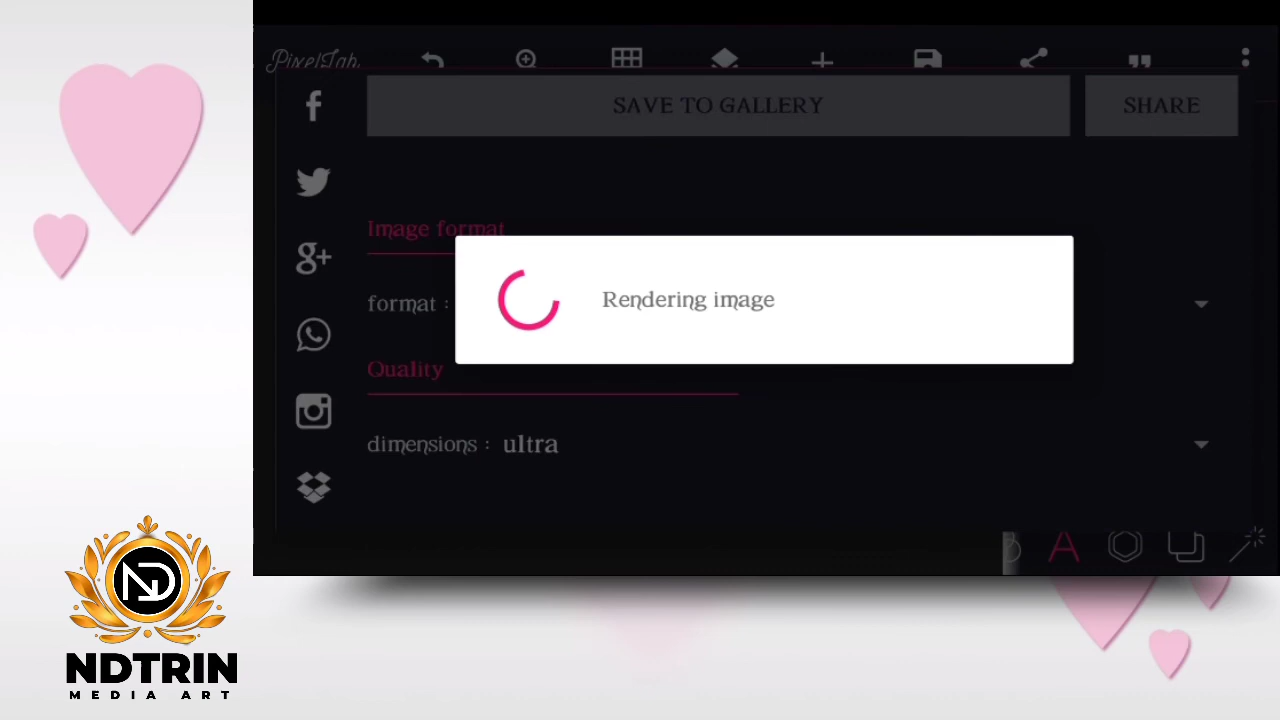 PixelLab.
SAVE TO GALLERY
SHARE
Image format
format :
Rendering image
Quality
dimensions : ultra
NDTRIN
MEDIA ART